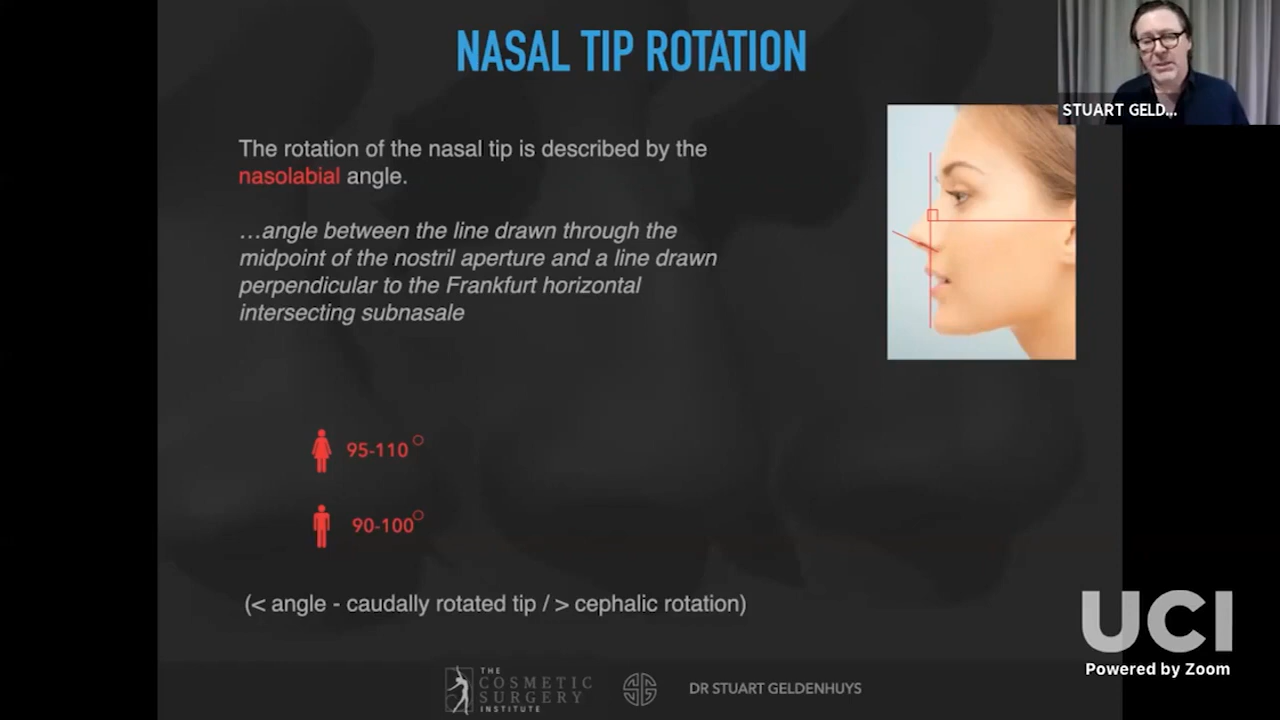 NASAL TIP ROTATION
STUART GELD...
The rotation of the nasal tip is described by the
nasolabial angle.
…angle between the line drawn through the
midpoint of the nostril aperture and a line drawn
perpendicular to the Frankfurt horizontal
intersecting subnasale
95-110°
90-100°
(< angle - caudally rotated tip / > cephalic rotation)
UCI
Powered by Zoom
THE
COSMETIC
SURGERY
INSTITUTE
DR STUART GELDENHUYS